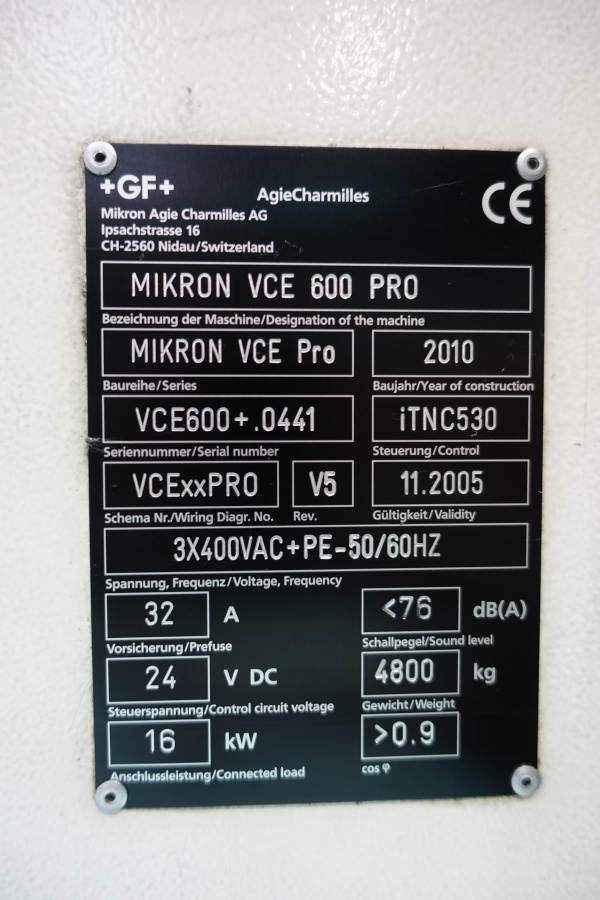 +GF+ AgieCharmilles CE
Mikron Agie Charmilles AG
Ipsachstrasse 16
CH-2560 Nidau/Switzerland
MIKRON VCE 600 PRO
Bezeichnung der Maschine/Designation of the machine
MIKRON VCE Pro 2010
Baureihe/Series Baujahr/Year of construction
VCE600+.0441 iTNC530
Seriennummer/Serial number Steuerung/Control
VCExxPRO V5 11.2005
Schema Nr./Wiring Diagr. No. Rev. Gültigkeit/Validity
3X400VAC+PE-50/60HZ
Spannung, Frequenz/Voltage, Frequency
32 A <76 dB(A)
Vorsicherung/Prefuse Schallpegel/Sound level
24 V DC 4800 kg
Steuerspannung/Control circuit voltage Gewicht/Weight
16 kW >0.9
Anschlussleistung/Connected load cos φ